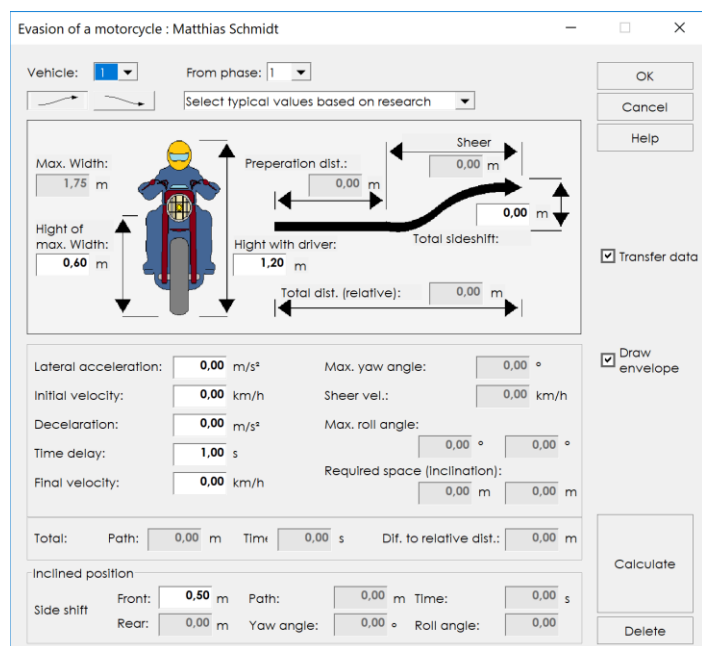 Evasion of a motorcycle : Matthias Schmidt
Vehicle: 1 From phase: 1
Select typical values based on research
OK
Cancel
Help
Max. Width:
1,75 m
Hight of
max. Width:
0,60 m
Hight with driver:
1,20 m
Preperation dist.:
0,00 m
Sheer
0,00 m
0,00 m
Total sideshift:
Total dist. (relative): 0,00 m
Transfer data
Draw
envelope
Lateral acceleration: 0,00 m/s² Max. yaw angle: 0,00 °
Initial velocity: 0,00 km/h Sheer vel.: 0,00 km/h
Decelaration: 0,00 m/s² Max. roll angle:
0,00 ° 0,00 °
Time delay: 1,00 s
Required space (inclination):
Final velocity: 0,00 km/h
0,00 m 0,00 m
Total: Path: 0,00 m Time 0,00 s Dif. to relative dist.: 0,00 m
Inclined position
Side shift
Front: 0,50 m Path: 0,00 m Time: 0,00 s
Rear: 0,00 m Yaw angle: 0,00 ° Roll angle: 0,00
Calculate
Delete